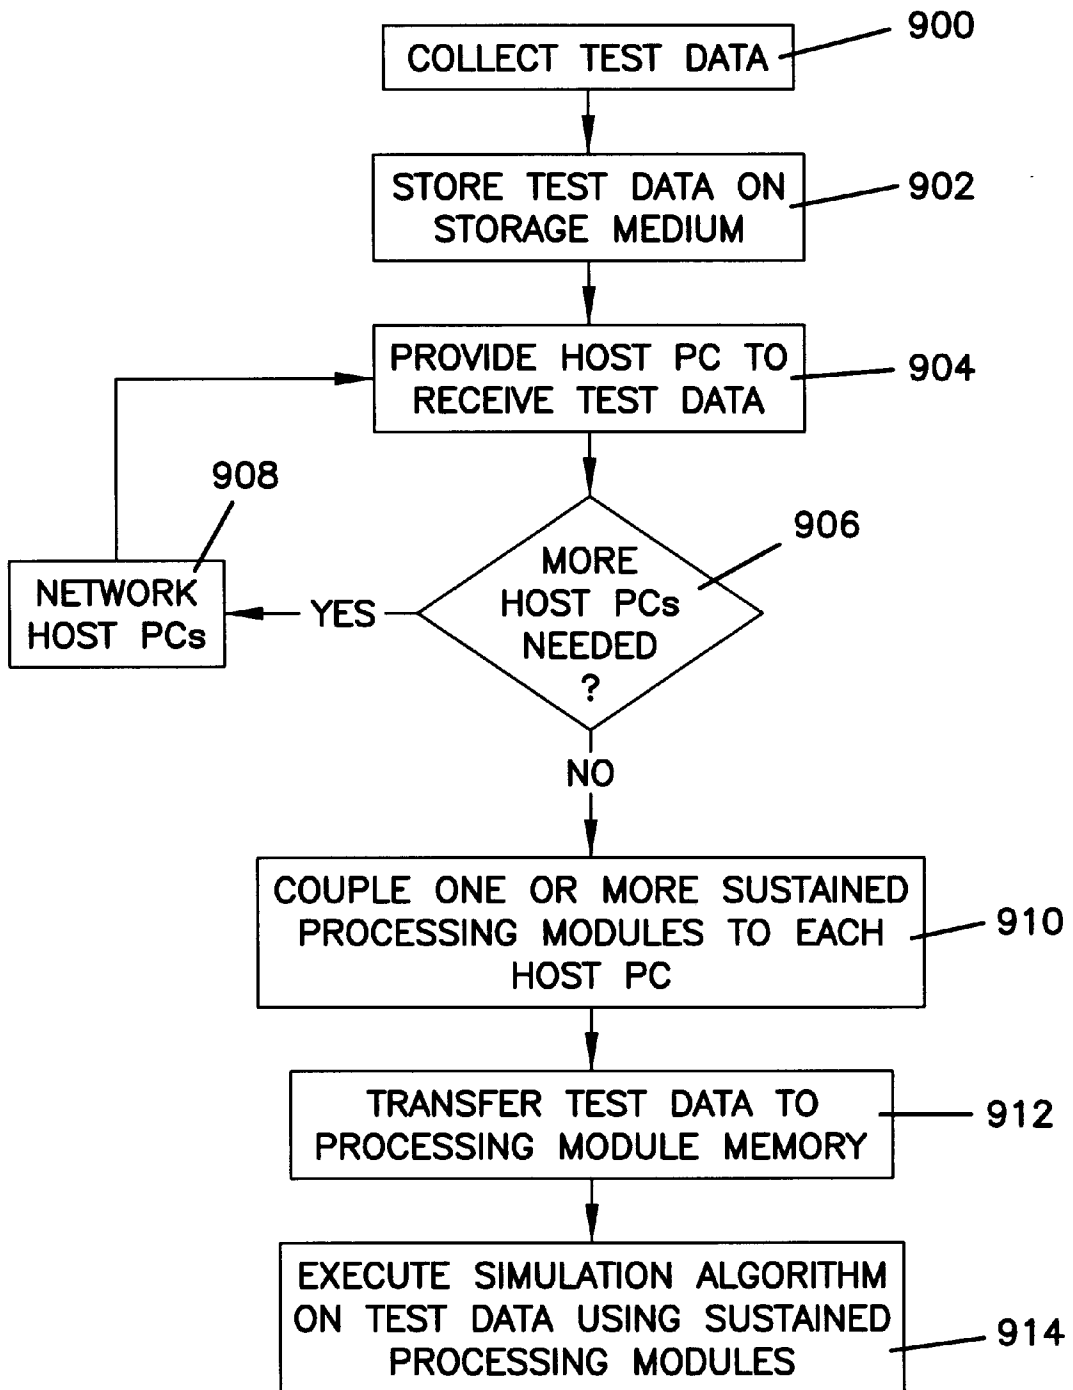 900
COLLECT TEST DATA
STORE TEST DATA ON
STORAGE MEDIUM
902
PROVIDE HOST PC TO
RECEIVE TEST DATA
904
908
906
MORE
HOST PCs
NEEDED
?
NETWORK
HOST PCs
YES
NO
COUPLE ONE OR MORE SUSTAINED
PROCESSING MODULES TO EACH
HOST PC
910
TRANSFER TEST DATA TO
PROCESSING MODULE MEMORY
912
EXECUTE SIMULATION ALGORITHM
ON TEST DATA USING SUSTAINED
PROCESSING MODULES
914